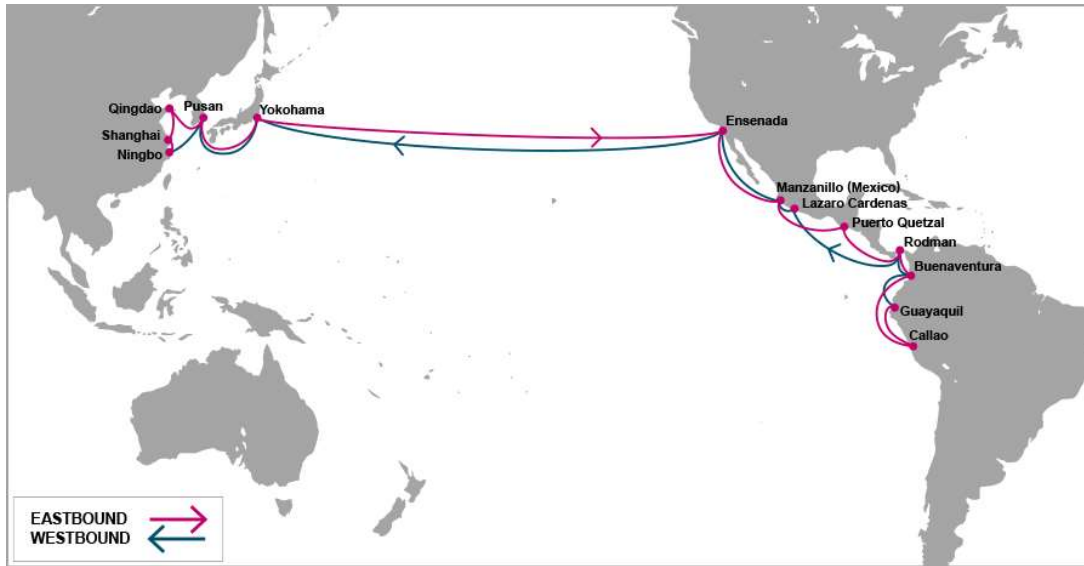 Qingdao
Pusan
Yokohama
Shanghai
Ningbo
Ensenada
Manzanillo (Mexico)
Lazaro Cardenas
Puerto Quetzal
Rodman
Buenaventura
Guayaquil
Callao
EASTBOUND
WESTBOUND